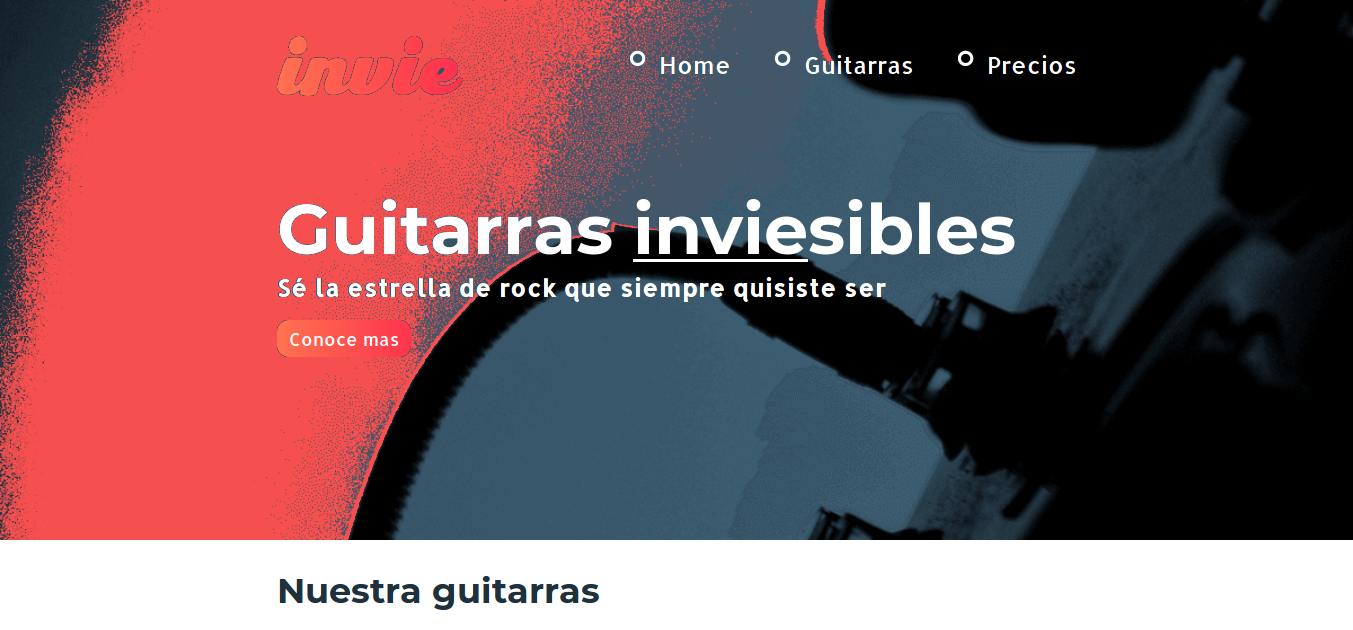 invie
Home Guitarras Precios
Guitarras inviesibles
Sé la estrella de rock que siempre quisiste ser
Conoce mas
Nuestra guitarras